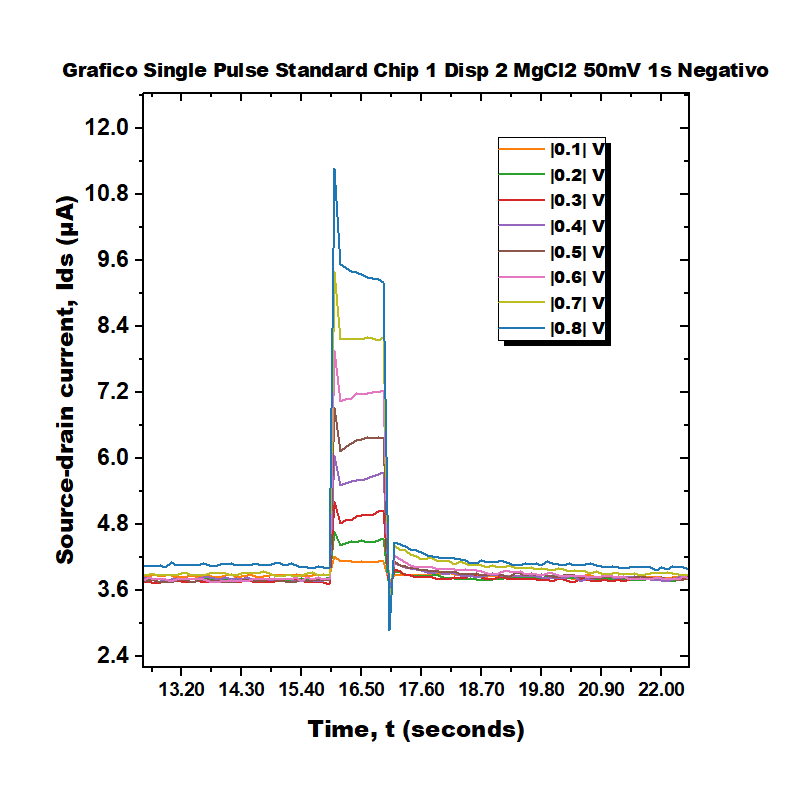 Grafico Single Pulse Standard Chip 1 Disp 2 MgCl2 50mV 1s Negativo
Source-drain current, Ids (µA)
12.0
10.8
9.6
8.4
7.2
6.0
4.8
3.6
2.4
|0.1| V
|0.2| V
|0.3| V
|0.4| V
|0.5| V
|0.6| V
|0.7| V
|0.8| V
13.20 14.30 15.40 16.50 17.60 18.70 19.80 20.90 22.00
Time, t (seconds)